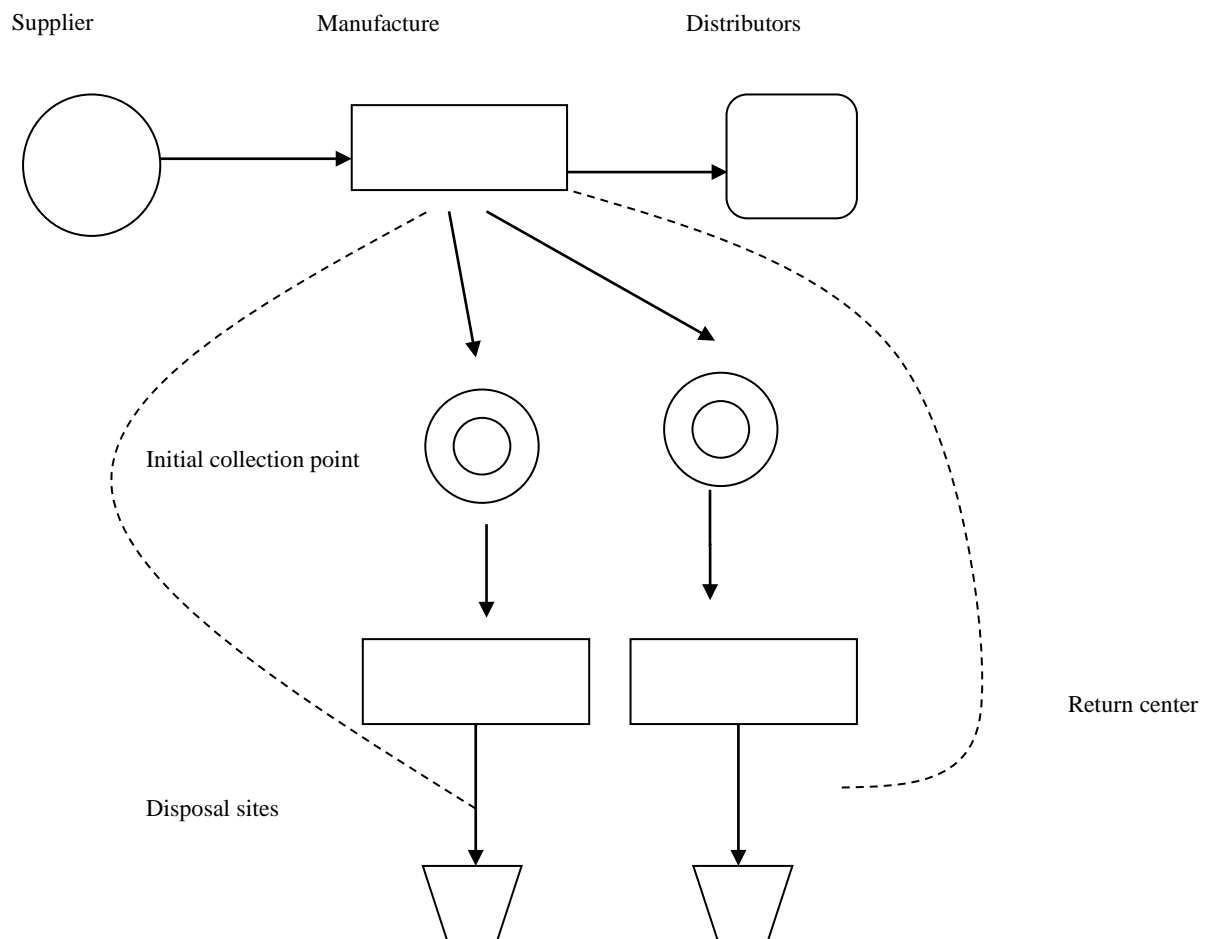 Supplier
Manufacture
Distributors
Initial collection point
Return center
Disposal sites